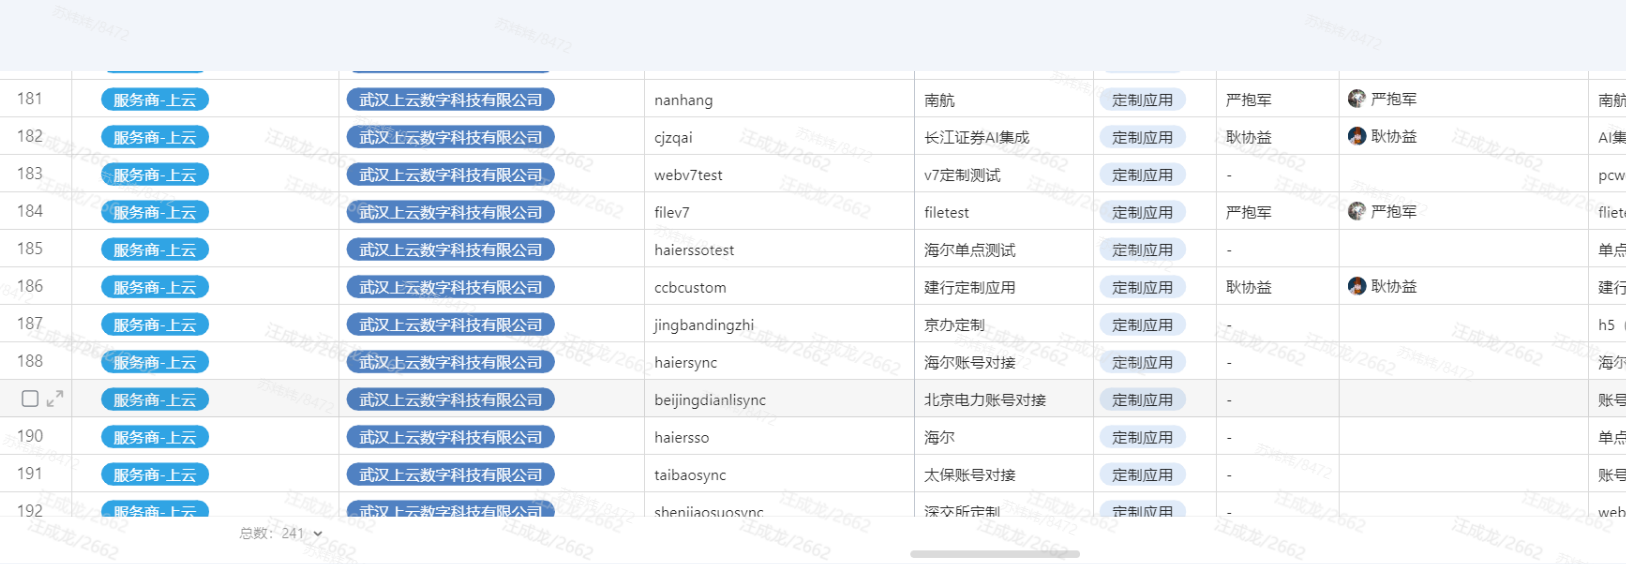 181 服务商-上云 武汉上云数字科技有限公司 nanhang 南航 定制应用 严抱军 严抱军 南航
182 服务商-上云 武汉上云数字科技有限公司 cjzqai 长江证券AI集成 定制应用 耿协益 耿协益 AI集
183 服务商-上云 武汉上云数字科技有限公司 webv7test v7定制测试 定制应用 - pcw
184 服务商-上云 武汉上云数字科技有限公司 filev7 filetest 定制应用 严抱军 严抱军 fliet
185 服务商-上云 武汉上云数字科技有限公司 haierssotest 海尔单点测试 定制应用 - 单点
186 服务商-上云 武汉上云数字科技有限公司 ccbcustom 建行定制应用 定制应用 耿协益 耿协益 建行
187 服务商-上云 武汉上云数字科技有限公司 jingbandingzhi 京办定制 定制应用 - h5
188 服务商-上云 武汉上云数字科技有限公司 haiersync 海尔账号对接 定制应用 - 海尔
服务商-上云 武汉上云数字科技有限公司 beijingdianlisync 北京电力账号对接 定制应用 - 账号
190 服务商-上云 武汉上云数字科技有限公司 haiersso 海尔 定制应用 - 单点
191 服务商-上云 武汉上云数字科技有限公司 taibaosync 太保账号对接 定制应用 - 账号
192 服务商-上云 武汉上云数字科技有限公司 shenjiaosuosync 深交所定制 定制应用 - web
总数：241
汪成龙/2662